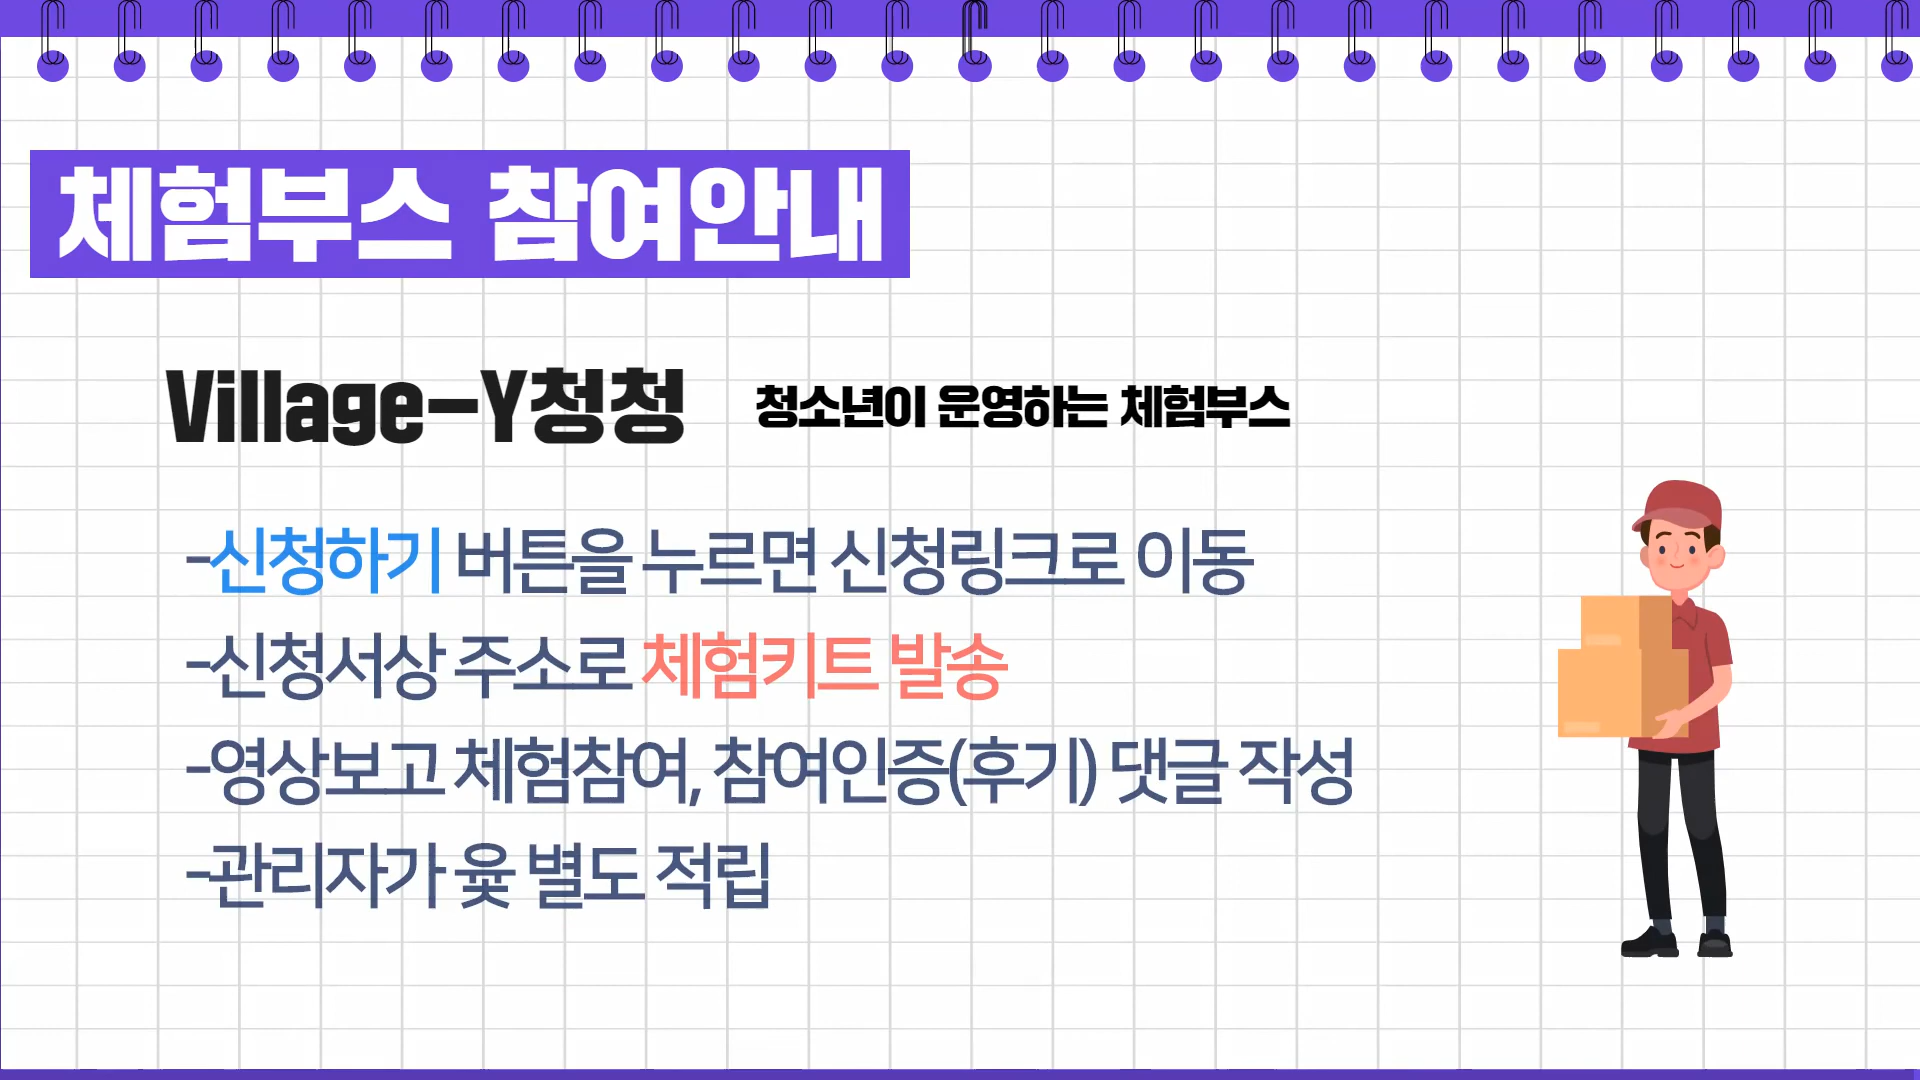 체험부스 참여안내
Village-Y청청 청소년이 운영하는 체험부스
-신청하기 버튼을 누르면 신청링크로 이동
-신청서상 주소로 체험키트 발송
-영상보고 체험참여, 참여인증(후기) 댓글 작성
-관리자가 윷 별도 적립